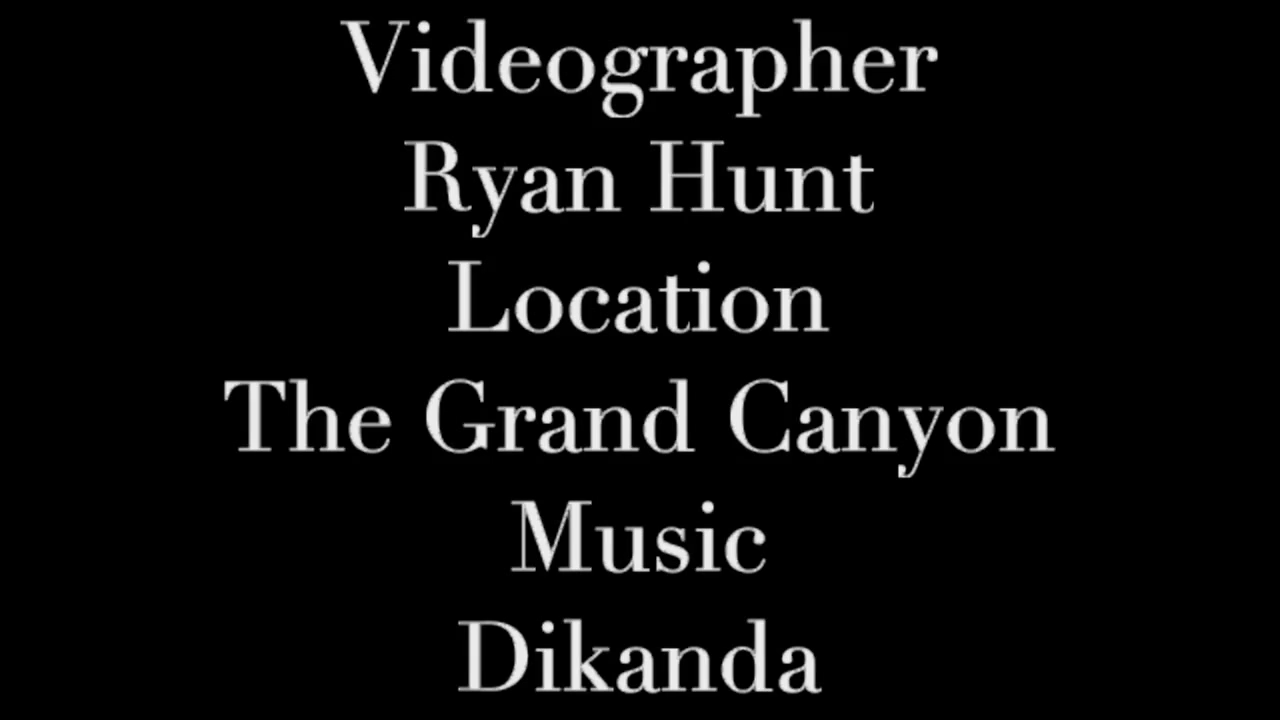 Videographer
Ryan Hunt
Location
The Grand Canyon
Music
Dikanda